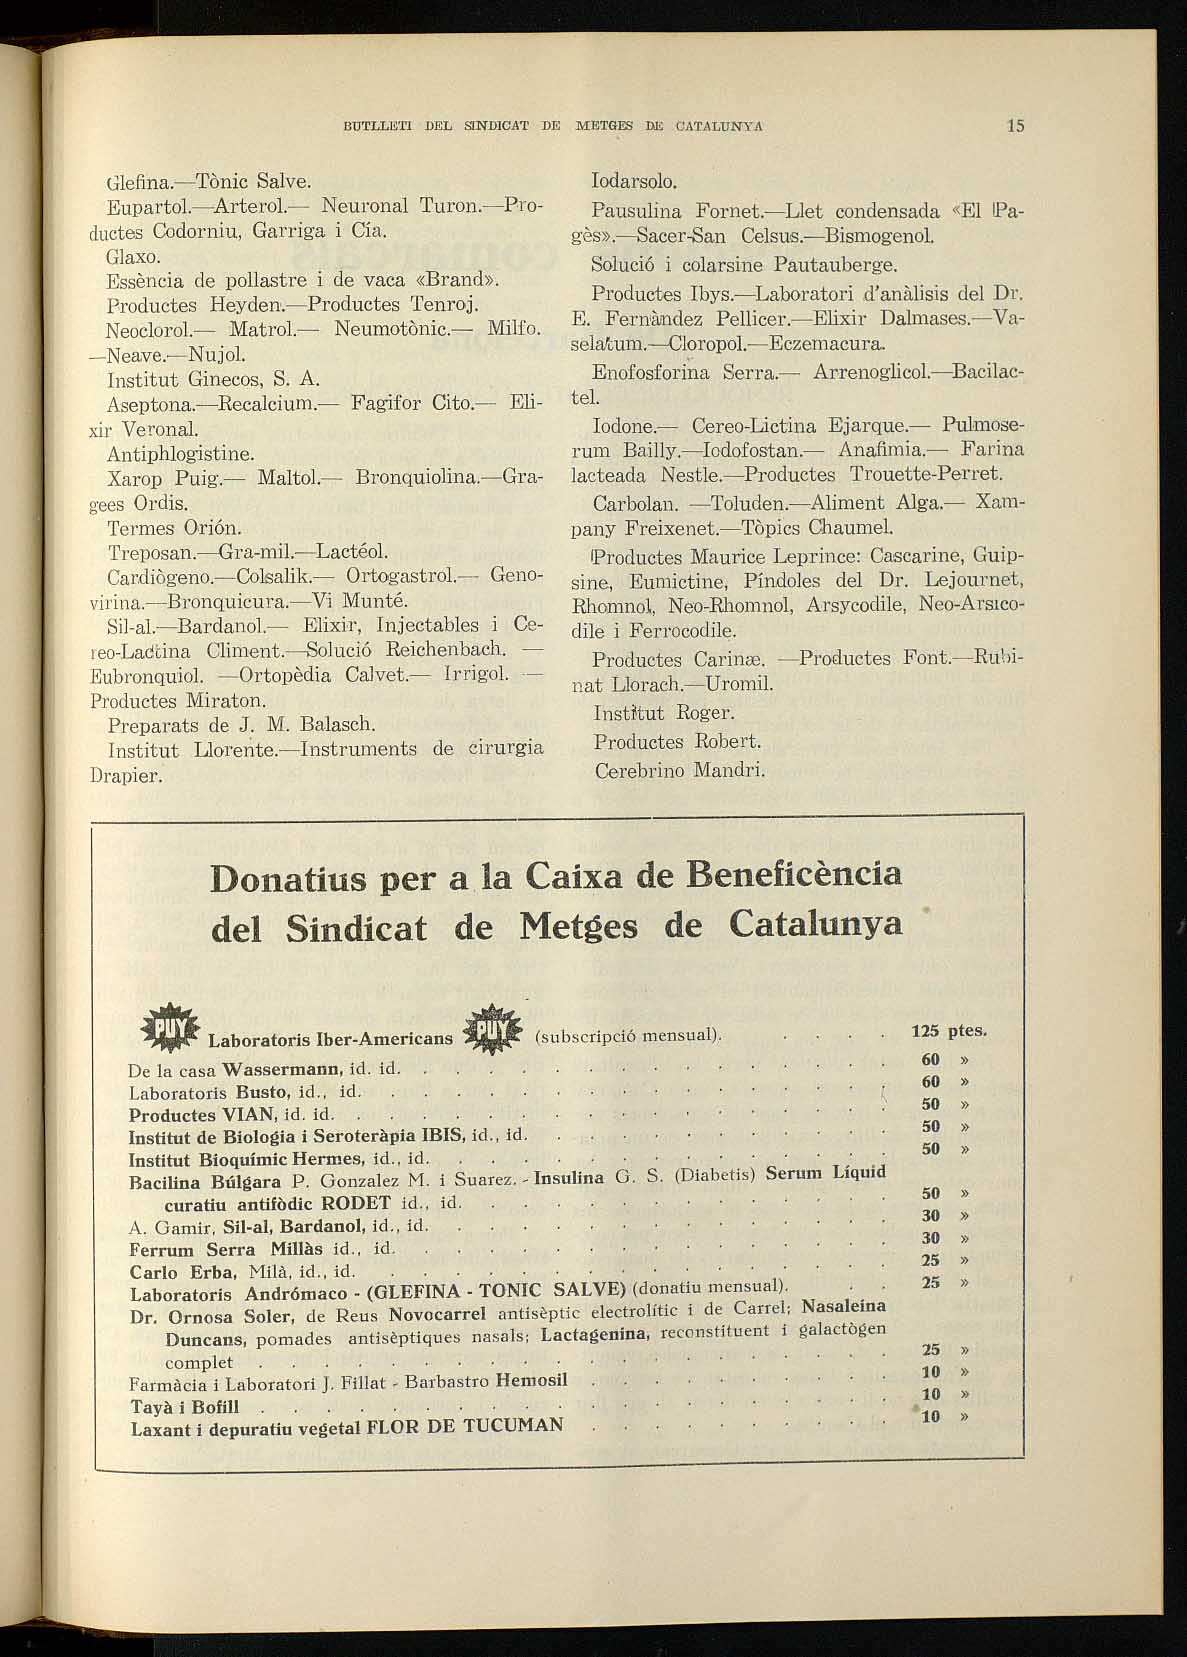 BUTLLETI DEL SINDICAT DE METGES DE CATALUNYA 15
Glefina.—Tònic Salve.
Eupartol.—Arterol.— Neuronal Turon.—Pro-
ductes Codorniu, Garriga i Cía.
Glaxo.
Essència de pollastre i de vaca «Brand».
Productes Heyden.—Productes Tenroj.
Neoclorol.— Matrol.— Neumotònic.— Milfo.
—Neave.—Nujol.
Institut Ginecos, S. A.
Aseptona.—Recalcium.— Fagifor Cito.— Eli-
xir Veronal.
Antiphlogistine.
Xarop Puig.— Maltol.— Bronquiolina.—Gra-
gees Ordis.
Termes Orión.
Treposan.—Gra-mil.—Lactéol.
Cardiògeno.—Colsalik.— Ortogastrol.— Geno-
virina.—Bronquicura.—Vi Munté.
Sil-al.—Bardanol.— Elixir, Injectables i Ce-
reo-Lactina Climent.—Solució Reichenbach. —
Eubronquiol. —Ortopèdia Calvet.— Irrigol. —
Productes Miraton.
Preparats de J. M. Balasch.
Institut Llorente.—Instruments de cirurgia
Drapier.
Iodarsolo.
Pausulina Fornet.—Llet condensada «El Pa-
gès».—Sacer-San Celsus.—Bismogenol.
Solució i colarsine Pautauberge.
Productes Ibys.—Laboratori d'anàlisis del Dr.
E. Fernàndez Pellicer.—Elixir Dalmases.—Va-
selatum.—Cloropol.—Eczemacura.
Enofosforina Serra.— Arrenoglicol.—Bacilac-
tel.
Iodone.— Cereo-Lictina Ejarque.— Pulmose-
rum Bailly.—Iodofostan.— Anafimia.— Farina
lacteada Nestle.—Productes Trouette-Perret.
Carbolan. —Toluden.—Aliment Alga.— Xam-
pany Freixenet.—Tòpics Chaumel.
Productes Maurice Leprince: Cascarine, Guip-
sine, Eumictine, Píndoles del Dr. Lejournet,
Rhomnol, Neo-Rhomnol, Arsycodile, Neo-Arsico-
dile i Ferrocodile.
Productes Carinæ. —Productes Font.—Rubi-
nat Llorach.—Uromil.
Institut Roger.
Productes Robert.
Cerebrino Mandri.
Donatius per a la Caixa de Beneficència
del Sindicat de Metges de Catalunya
PUY Laboratoris Iber-Americans PUY (subscripció mensual). . . . . 125 ptes.
De la casa Wassermann, id. id. . . . . . . . . . . . . . . . 60 »
Laboratoris Busto, id., id. . . . . . . . . . . . . . . . . 60 »
Productes VIAN, id. id. . . . . . . . . . . . . . . . . . 50 »
Institut de Biologia i Seroteràpia IBIS, id., id. . . . . . . . . . . . 50 »
Institut Bioquímic Hermes, id., id. . . . . . . . . . . . . . . 50 »
Bacilina Búlgara P. Gonzalez M. i Suarez. - Insulina G. S. (Diabetis) Serum Líquid
curatiu antifòdic RODET id., id. . . . . . . . . . . . . . 50 »
A. Gamir, Sil-al, Bardanol, id., id. . . . . . . . . . . . . . . 30 »
Ferrum Serra Millàs id., id. . . . . . . . . . . . . . . . 30 »
Carlo Erba, Milà, id., id. . . . . . . . . . . . . . . . . 25 »
Laboratoris Andrómaco - (GLEFINA - TONIC SALVE) (donatiu mensual). . . 25 »
Dr. Ornosa Soler, de Reus Novocarrel antisèptic electrolític i de Carrel; Nasaleina
Duncans, pomades antisèptiques nasals; Lactagenina, reconstituent i galactògen
complet . . . . . . . . . . . . . . . . . . . . 25 »
Farmàcia i Laboratori J. Fillat - Barbastro Hemosil . . . . . . . . . . 10 »
Tayà i Bofill . . . . . . . . . . . . . . . . . . . . 10 »
Laxant i depuratiu vegetal FLOR DE TUCUMAN . . . . . . . . . . 10 »